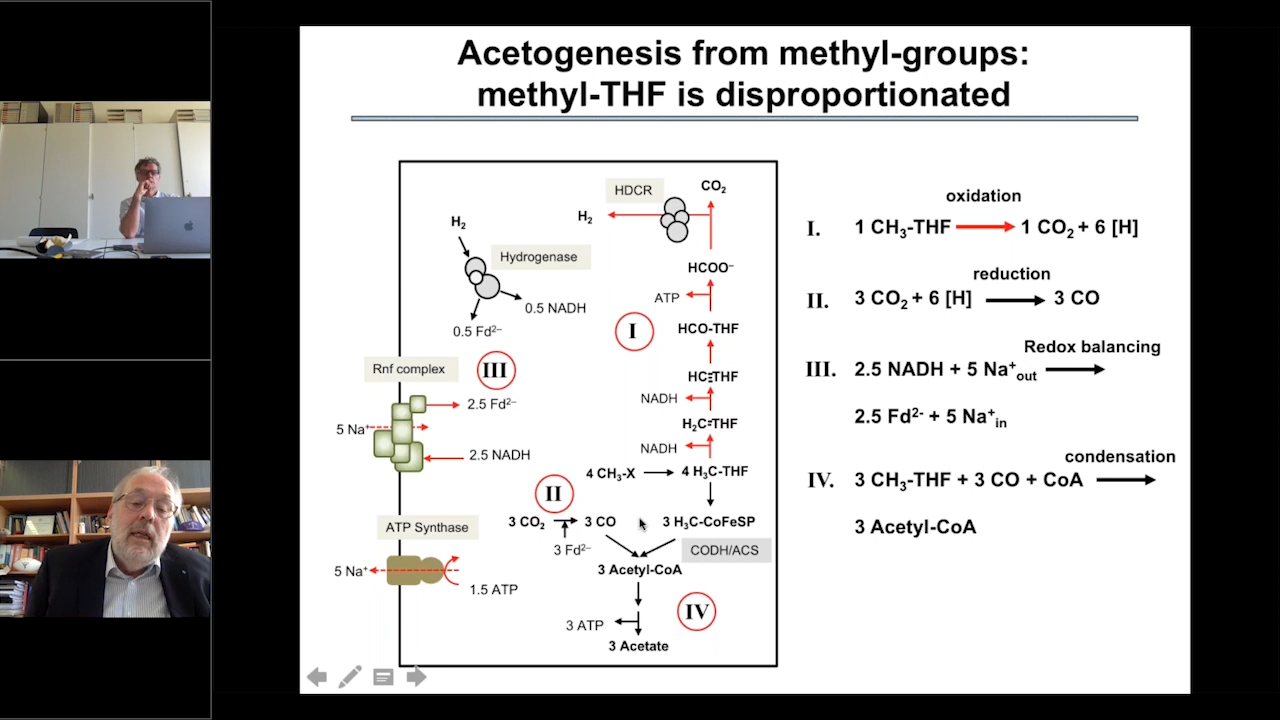 Acetogenesis from methyl-groups:
methyl-THF is disproportionated
HDCR
CO₂
H₂
H₂
Hydrogenase
HCOO⁻
0.5 NADH
ATP
0.5 Fd²⁻
I
HCO-THF
Rnf complex
III
HC≡THF
2.5 Fd²⁻
NADH
5 Na⁺
H₂C=THF
2.5 NADH
NADH
4 CH₃-X
4 H₃C-THF
II
3 CO₂
3 CO
3 H₃C-CoFeSP
ATP Synthase
3 Fd²⁻
CODH/ACS
5 Na⁺
3 Acetyl-CoA
1.5 ATP
IV
3 ATP
3 Acetate
oxidation
I. 1 CH₃-THF → 1 CO₂ + 6 [H]
reduction
II. 3 CO₂ + 6 [H] → 3 CO
Redox balancing
III. 2.5 NADH + 5 Na⁺out →
2.5 Fd²⁻ + 5 Na⁺in
condensation
IV. 3 CH₃-THF + 3 CO + CoA →
3 Acetyl-CoA